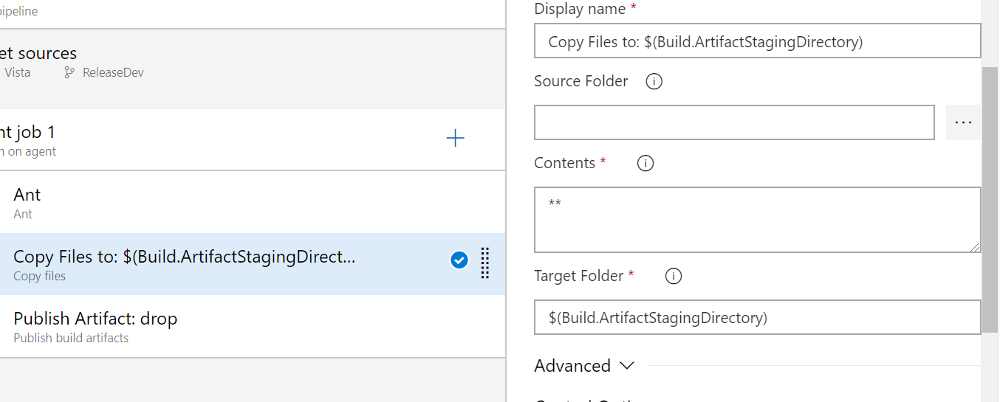 pipeline
et sources
Vista ReleaseDev
nt job 1
n on agent
Ant
Ant
Copy Files to: $(Build.ArtifactStagingDirect...
Copy files
Publish Artifact: drop
Publish build artifacts
Display name *
Copy Files to: $(Build.ArtifactStagingDirectory)
Source Folder
Contents *
**
Target Folder *
$(Build.ArtifactStagingDirectory)
Advanced